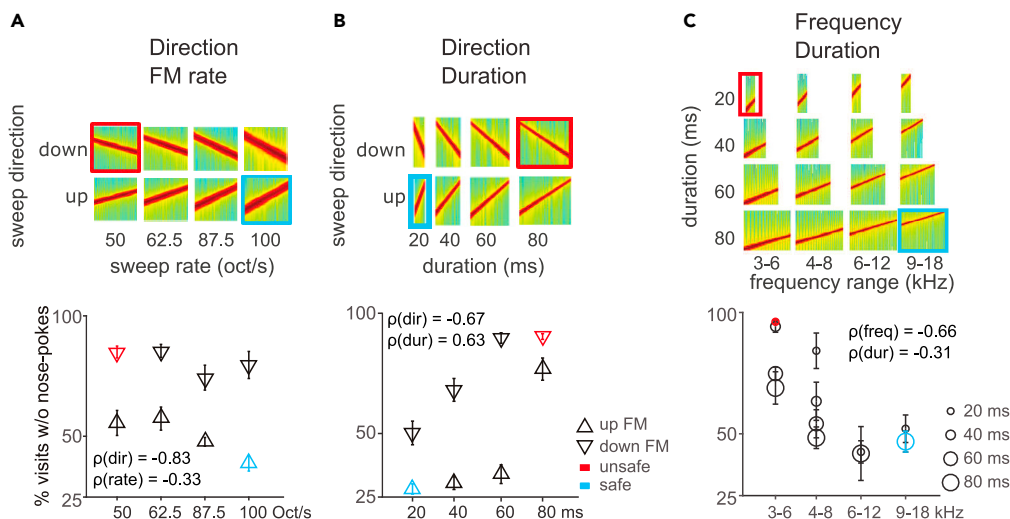 A
Direction
FM rate
sweep direction
down
up
50 62.5 87.5 100
sweep rate (oct/s)
% visits w/o nose-pokes
100
50
25
ρ(dir) = -0.83
ρ(rate) = -0.33
50 62.5 87.5 100 Oct/s
B
Direction
Duration
sweep direction
down
up
20 40 60 80
duration (ms)
100
50
25
ρ(dir) = -0.67
ρ(dur) = 0.63
up FM
down FM
unsafe
safe
20 40 60 80 ms
C
Frequency
Duration
duration (ms)
20
40
60
80
3-6 4-8 6-12 9-18
frequency range (kHz)
100
50
25
ρ(freq) = -0.66
ρ(dur) = -0.31
20 ms
40 ms
60 ms
80 ms
3-6 4-8 6-12 9-18 kHz